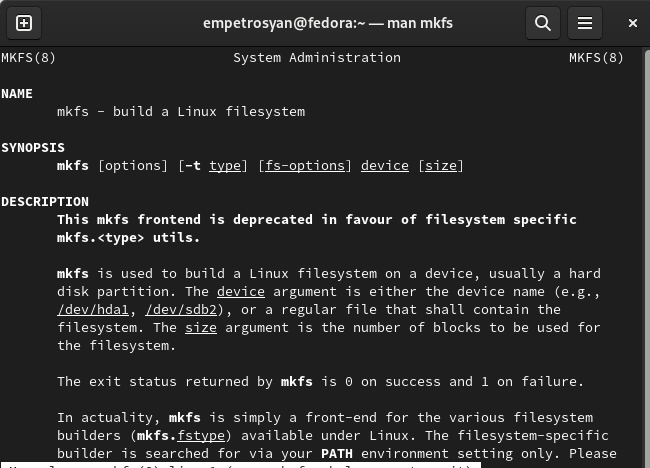 empetrosyan@fedora:~ — man mkfs
MKFS(8) System Administration MKFS(8)
NAME
mkfs - build a Linux filesystem
SYNOPSIS
mkfs [options] [-t type] [fs-options] device [size]
DESCRIPTION
This mkfs frontend is deprecated in favour of filesystem specific
mkfs.<type> utils.
mkfs is used to build a Linux filesystem on a device, usually a hard
disk partition. The device argument is either the device name (e.g.,
/dev/hda1, /dev/sdb2), or a regular file that shall contain the
filesystem. The size argument is the number of blocks to be used for
the filesystem.
The exit status returned by mkfs is 0 on success and 1 on failure.
In actuality, mkfs is simply a front-end for the various filesystem
builders (mkfs.fstype) available under Linux. The filesystem-specific
builder is searched for via your PATH environment setting only. Please